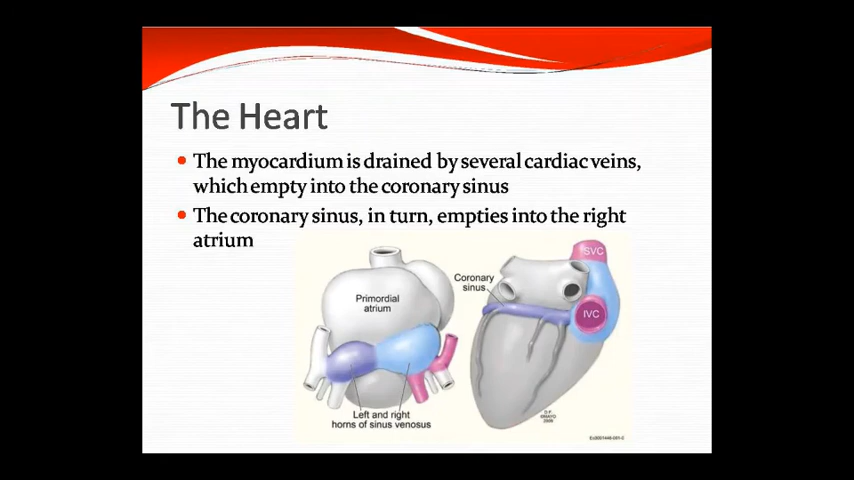 The Heart
The myocardium is drained by several cardiac veins,
which empty into the coronary sinus
The coronary sinus, in turn, empties into the right
atrium
Primordial
atrium
Left and right
horns of sinus venosus
Coronary
sinus
SVC
IVC
©MAYO
2009